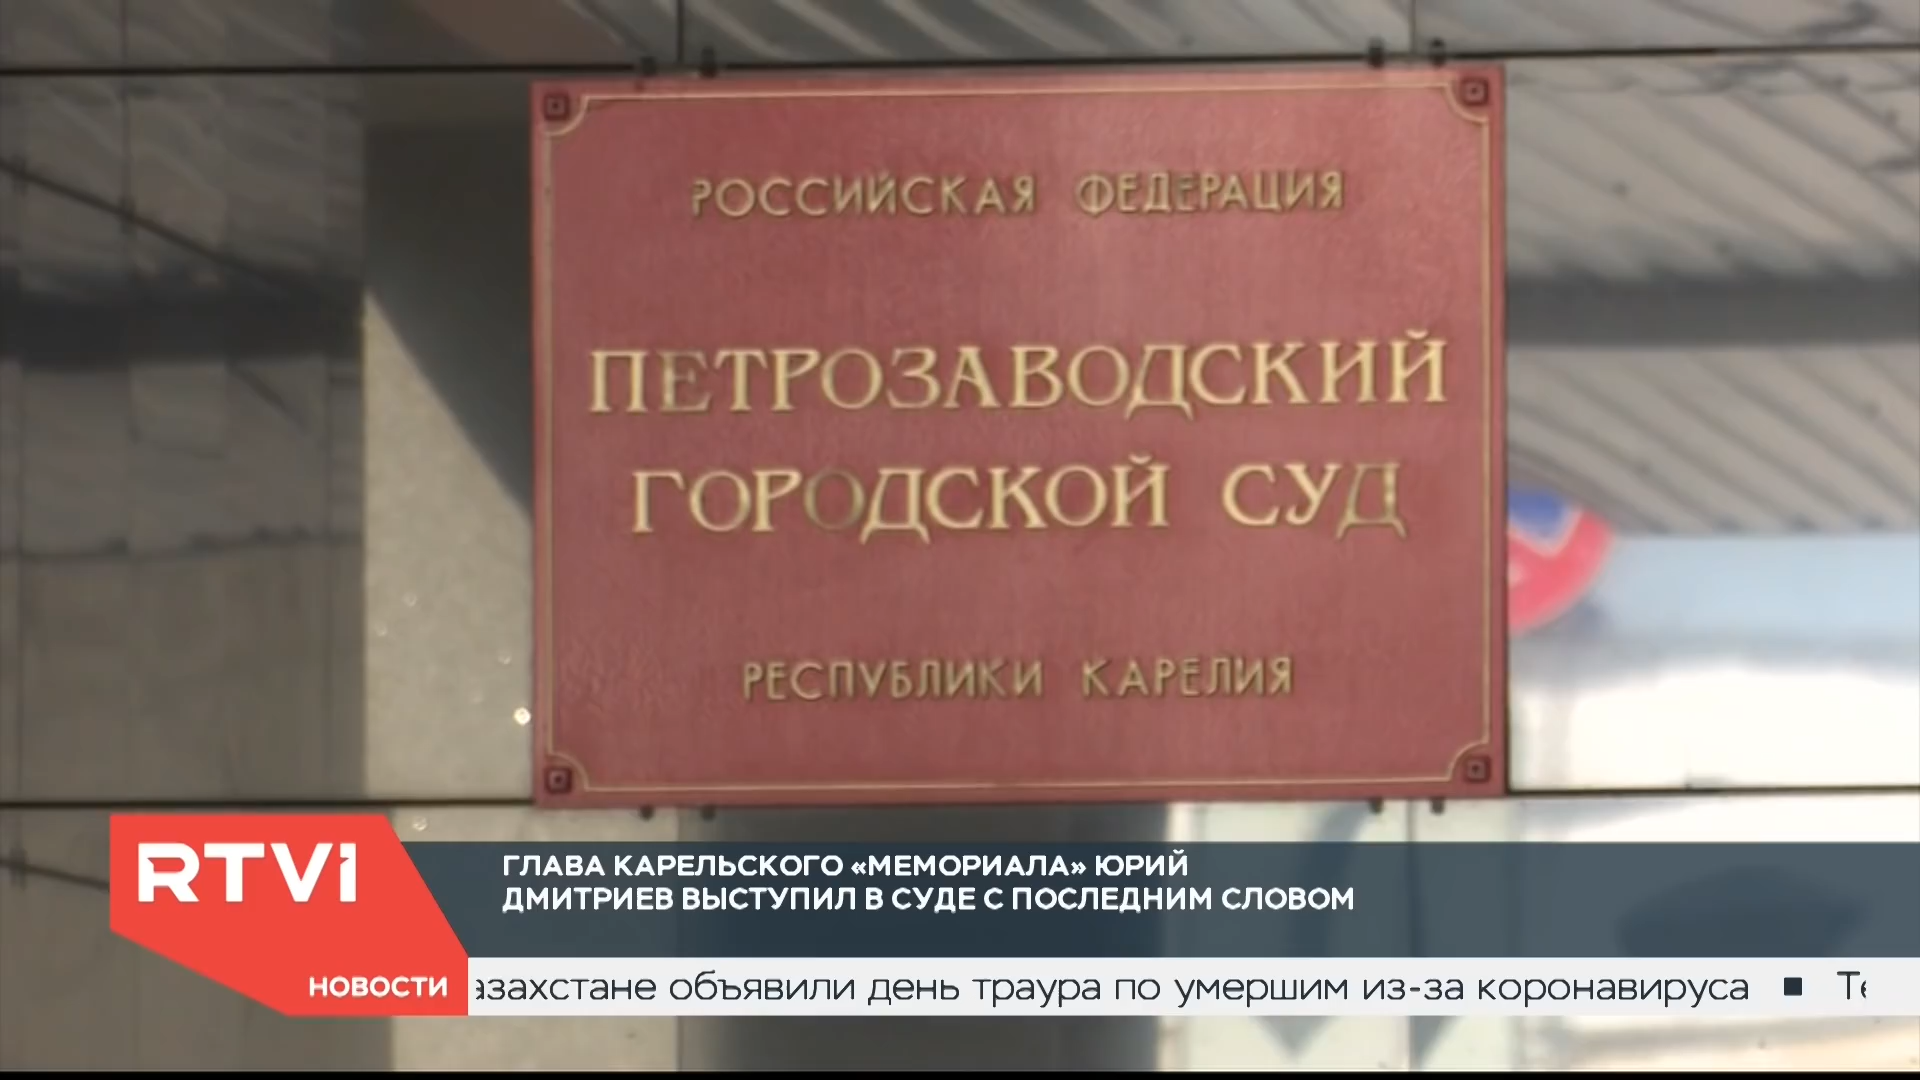 РОССИЙСКАЯ ФЕДЕРАЦИЯ
ПЕТРОЗАВОДСКИЙ
ГОРОДСКОЙ СУД
РЕСПУБЛИКИ КАРЕЛИЯ
RTVI
НОВОСТИ
ГЛАВА КАРЕЛЬСКОГО «МЕМОРИАЛА» ЮРИЙ
ДМИТРИЕВ ВЫСТУПИЛ В СУДЕ С ПОСЛЕДНИМ СЛОВОМ
азахстане объявили день траура по умершим из-за коронавируса ▪